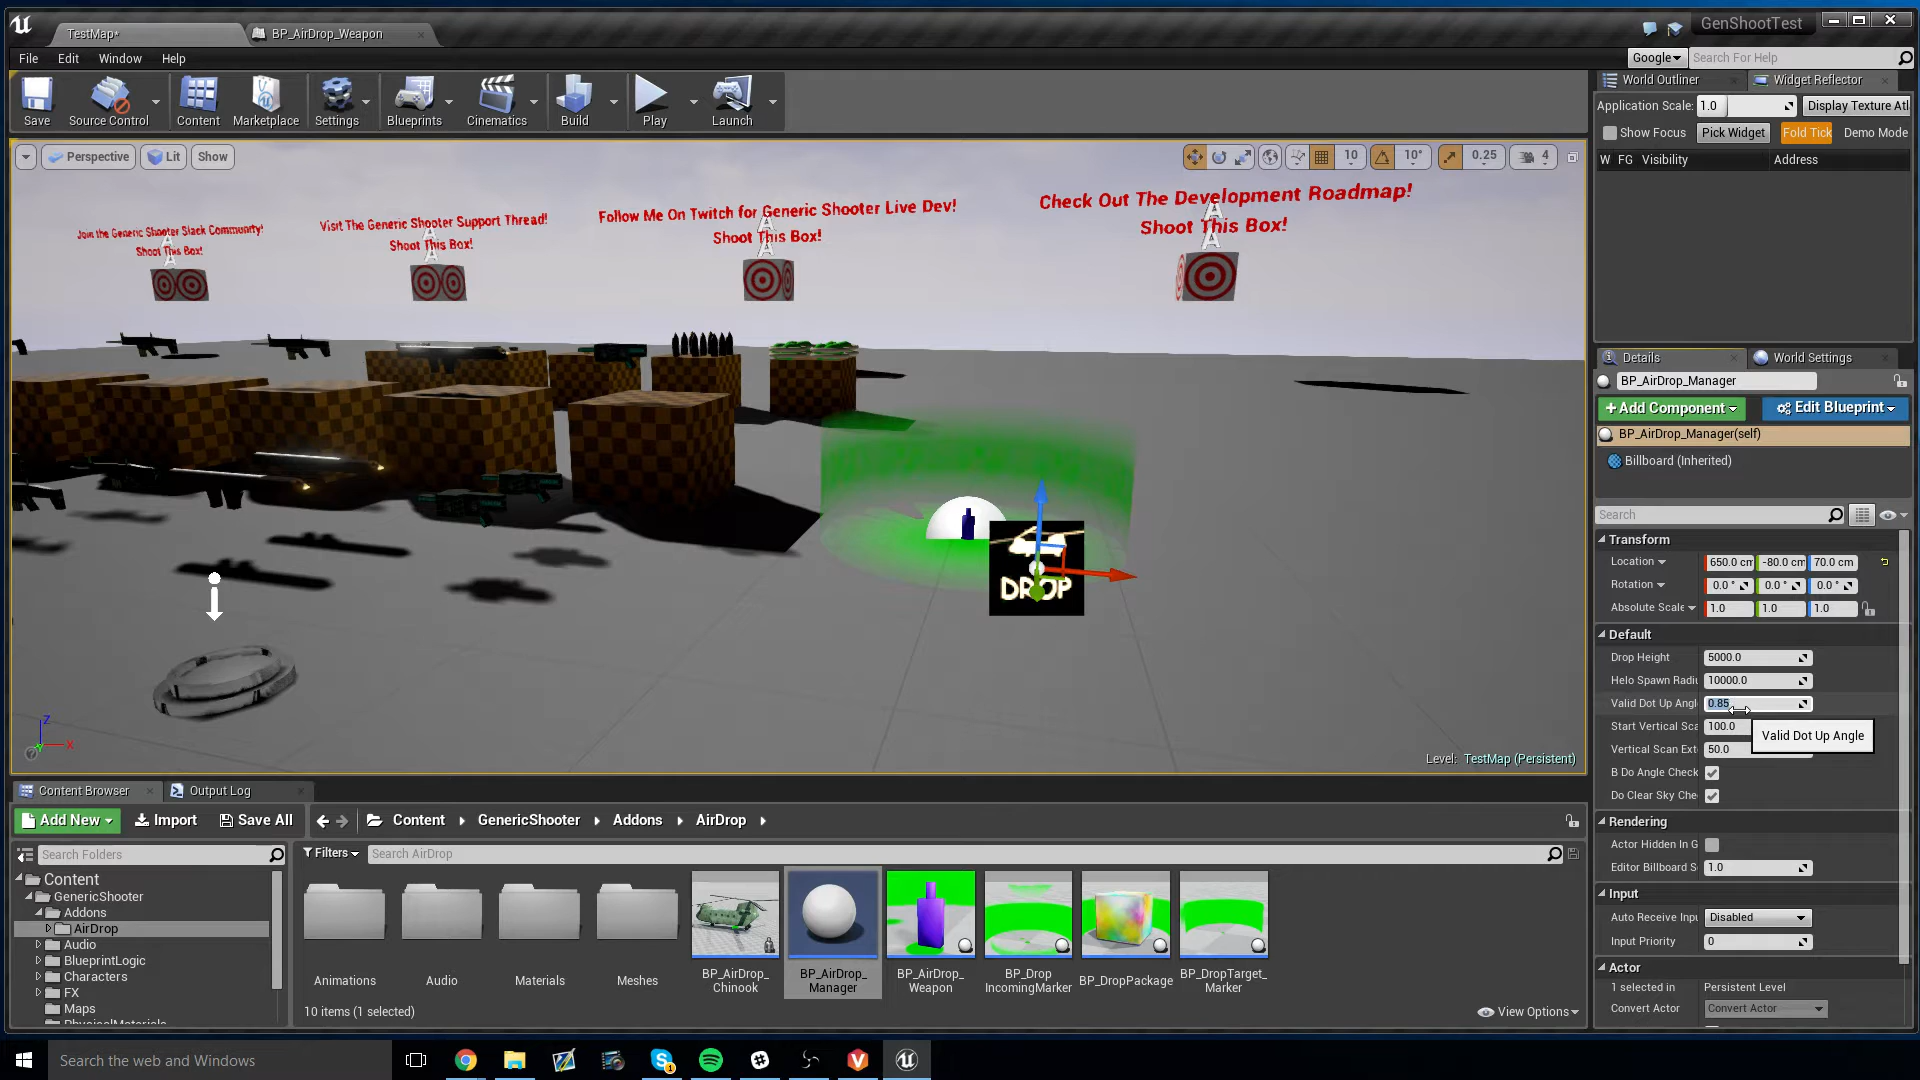 TestMap*
BP_AirDrop_Weapon
GenShootTest
File Edit Window Help
Google
Search For Help
Save
Source Control
Content
Marketplace
Settings
Blueprints
Cinematics
Build
Play
Launch
World Outliner
Widget Reflector
Application Scale: 1.0
Display Texture Atl
Show Focus
Pick Widget
Fold Tick
Demo Mode
W FG Visibility
Address
Perspective
Lit
Show
10
10°
0.25
4
Join the Generic Shooter Slack Community!
Shoot This Box!
Visit The Generic Shooter Support Thread!
Shoot This Box!
Follow Me On Twitch for Generic Shooter Live Dev!
Shoot This Box!
Check Out The Development Roadmap!
Shoot This Box!
DROP
Z
X
Level: TestMap (Persistent)
Details
World Settings
BP_AirDrop_Manager
+Add Component
Edit Blueprint
BP_AirDrop_Manager(self)
Billboard (Inherited)
Search
Transform
Location 650.0 cm -80.0 cm 70.0 cm
Rotation 0.0 ° 0.0 ° 0.0 °
Absolute Scale 1.0 1.0 1.0
Default
Drop Height 5000.0
Helo Spawn Radiu 10000.0
Valid Dot Up Angl 0.85
Start Vertical Sca 100.0
Valid Dot Up Angle
Vertical Scan Ext 50.0
B Do Angle Check
Do Clear Sky Che
Rendering
Actor Hidden In G
Editor Billboard S 1.0
Input
Auto Receive Inpu Disabled
Input Priority 0
Actor
1 selected in Persistent Level
Convert Actor Convert Actor
Content Browser
Output Log
Add New
Import
Save All
Content
GenericShooter
Addons
AirDrop
Search Folders
Filters
Search AirDrop
Content
GenericShooter
Addons
AirDrop
Audio
BlueprintLogic
Characters
FX
Maps
PhysicalMaterials
Animations
Audio
Materials
Meshes
BP_AirDrop_
Chinook
BP_AirDrop_
Manager
BP_AirDrop_
Weapon
BP_Drop
IncomingMarker
BP_DropPackage
BP_DropTarget_
Marker
10 items (1 selected)
View Options
Search the web and Windows